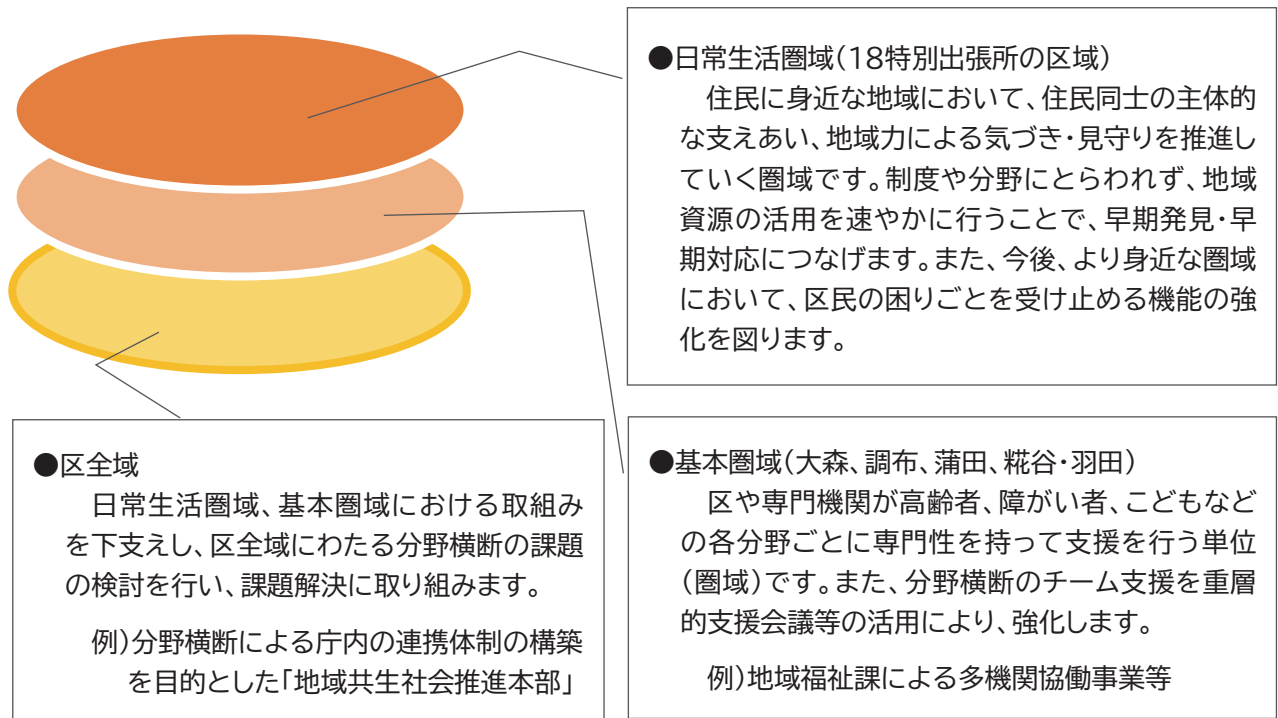 ●日常生活圏域(18特別出張所の区域)
住民に身近な地域において、住民同士の主体的
な支えあい、地域力による気づき・見守りを推進し
ていく圏域です。制度や分野にとらわれず、地域
資源の活用を速やかに行うことで、早期発見・早
期対応につなげます。また、今後、より身近な圏域
において、区民の困りごとを受け止める機能の強
化を図ります。
●区全域
日常生活圏域、基本圏域における取組み
を下支えし、区全域にわたる分野横断の課題
の検討を行い、課題解決に取り組みます。
例)分野横断による庁内の連携体制の構築
を目的とした「地域共生社会推進本部」
●基本圏域(大森、調布、蒲田、糀谷・羽田)
区や専門機関が高齢者、障がい者、こどもなど
の各分野ごとに専門性を持って支援を行う単位
(圏域)です。また、分野横断のチーム支援を重層
的支援会議等の活用により、強化します。
例)地域福祉課による多機関協働事業等